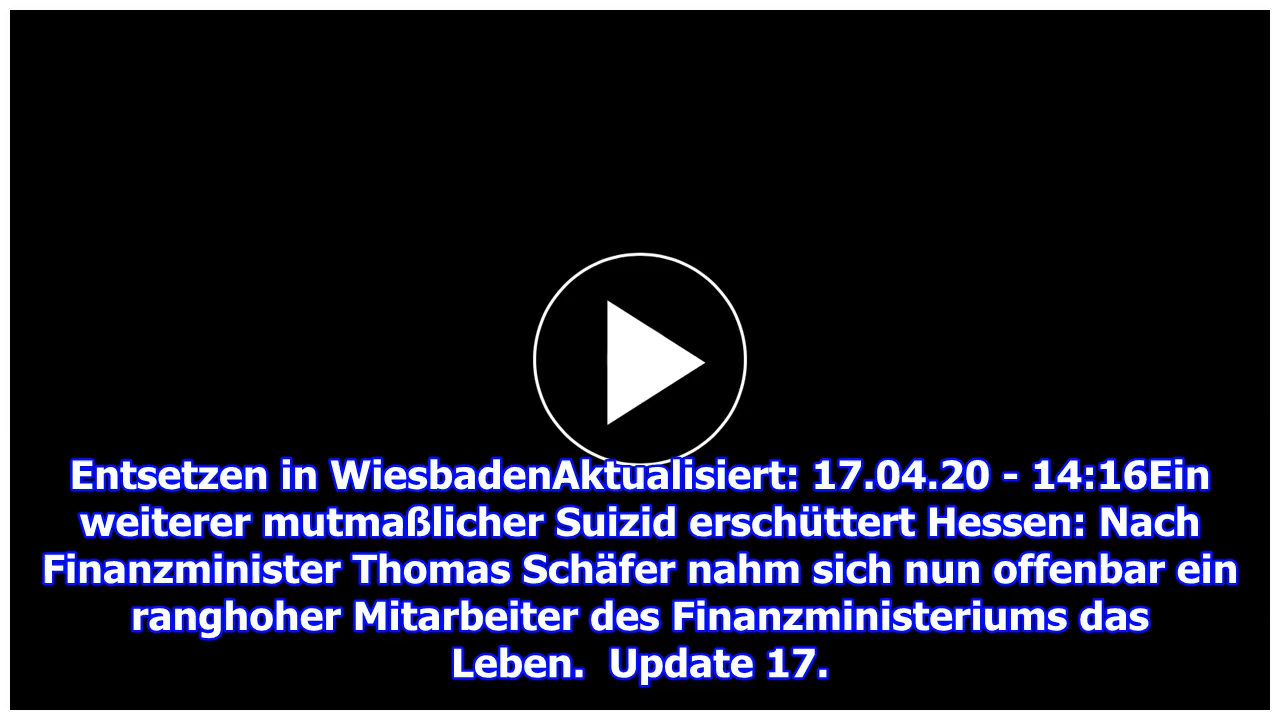 Entsetzen in WiesbadenAktualisiert: 17.04.20 - 14:16Ein
weiterer mutmaßlicher Suizid erschüttert Hessen: Nach
Finanzminister Thomas Schäfer nahm sich nun offenbar ein
ranghoher Mitarbeiter des Finanzministeriums das
Leben.  Update 17.